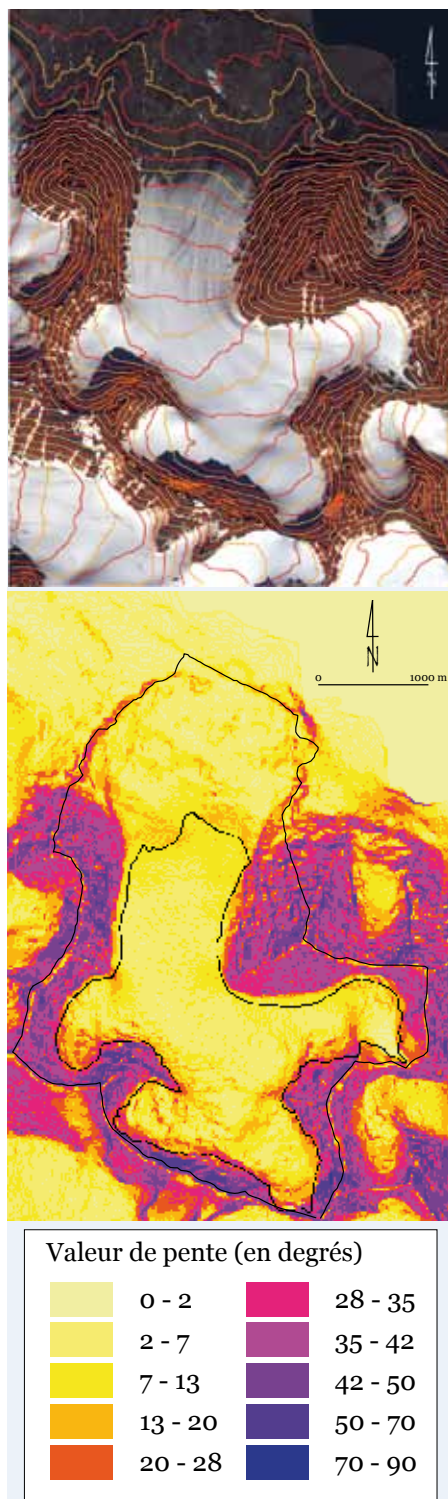 N
N
0 1000 m
Valeur de pente (en degrés)
0 - 2
2 - 7
7 - 13
13 - 20
20 - 28
28 - 35
35 - 42
42 - 50
50 - 70
70 - 90